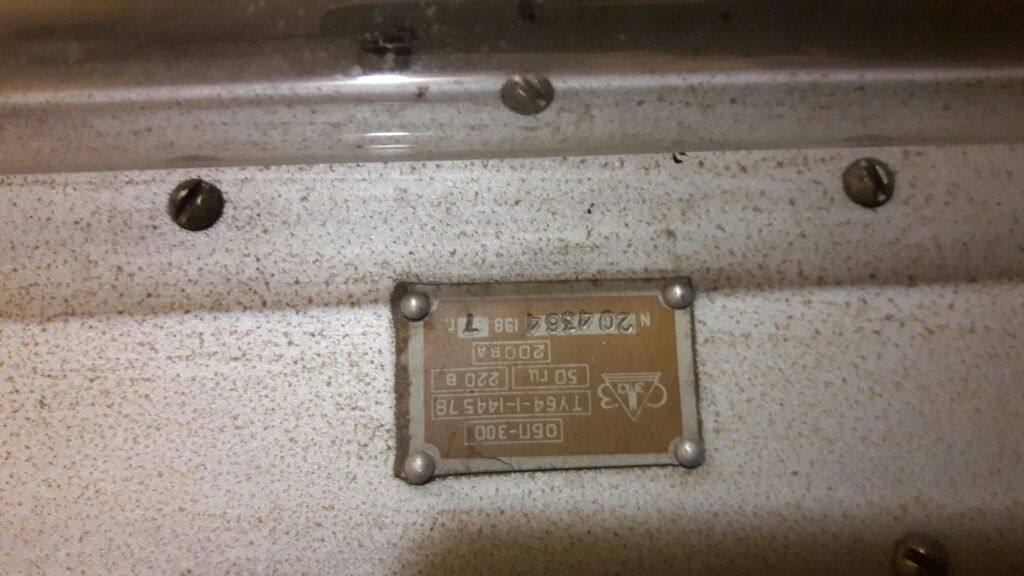 ОБП-300
ТУ64-1-1445 78
50 гц 220 В
200 ВА
N 204364 198 7 г.